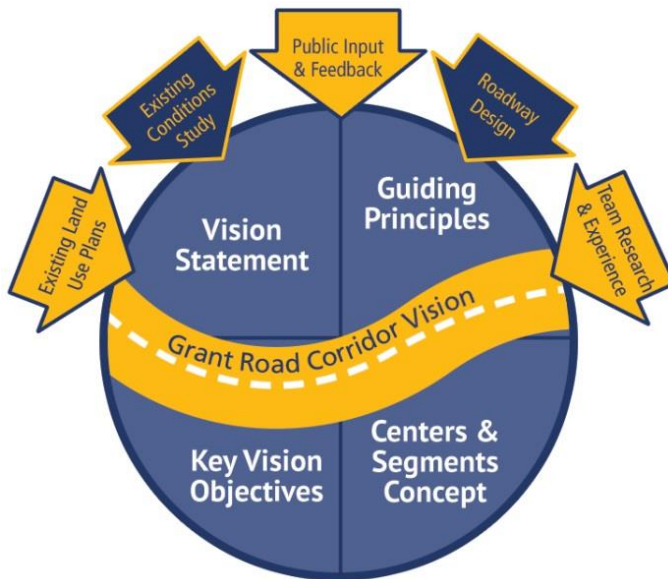 Public Input
& Feedback
Existing
Conditions
Study
Roadway
Design
Existing Land
Use Plans
Team Research
& Experience
Vision
Statement
Guiding
Principles
Grant Road Corridor Vision
Key Vision
Objectives
Centers &
Segments
Concept